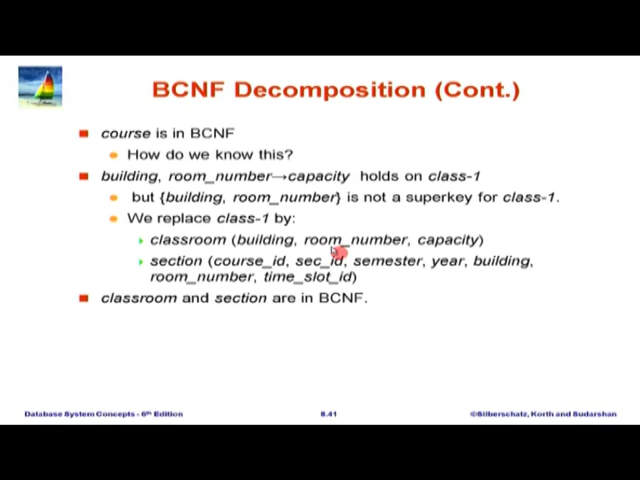 BCNF Decomposition (Cont.)
course is in BCNF
How do we know this?
building, room_number→capacity holds on class-1
but {building, room_number} is not a superkey for class-1.
We replace class-1 by:
classroom (building, room_number, capacity)
section (course_id, sec_id, semester, year, building,
room_number, time_slot_id)
classroom and section are in BCNF.
Database System Concepts - 6th Edition
8.41
©Silberschatz, Korth and Sudarshan